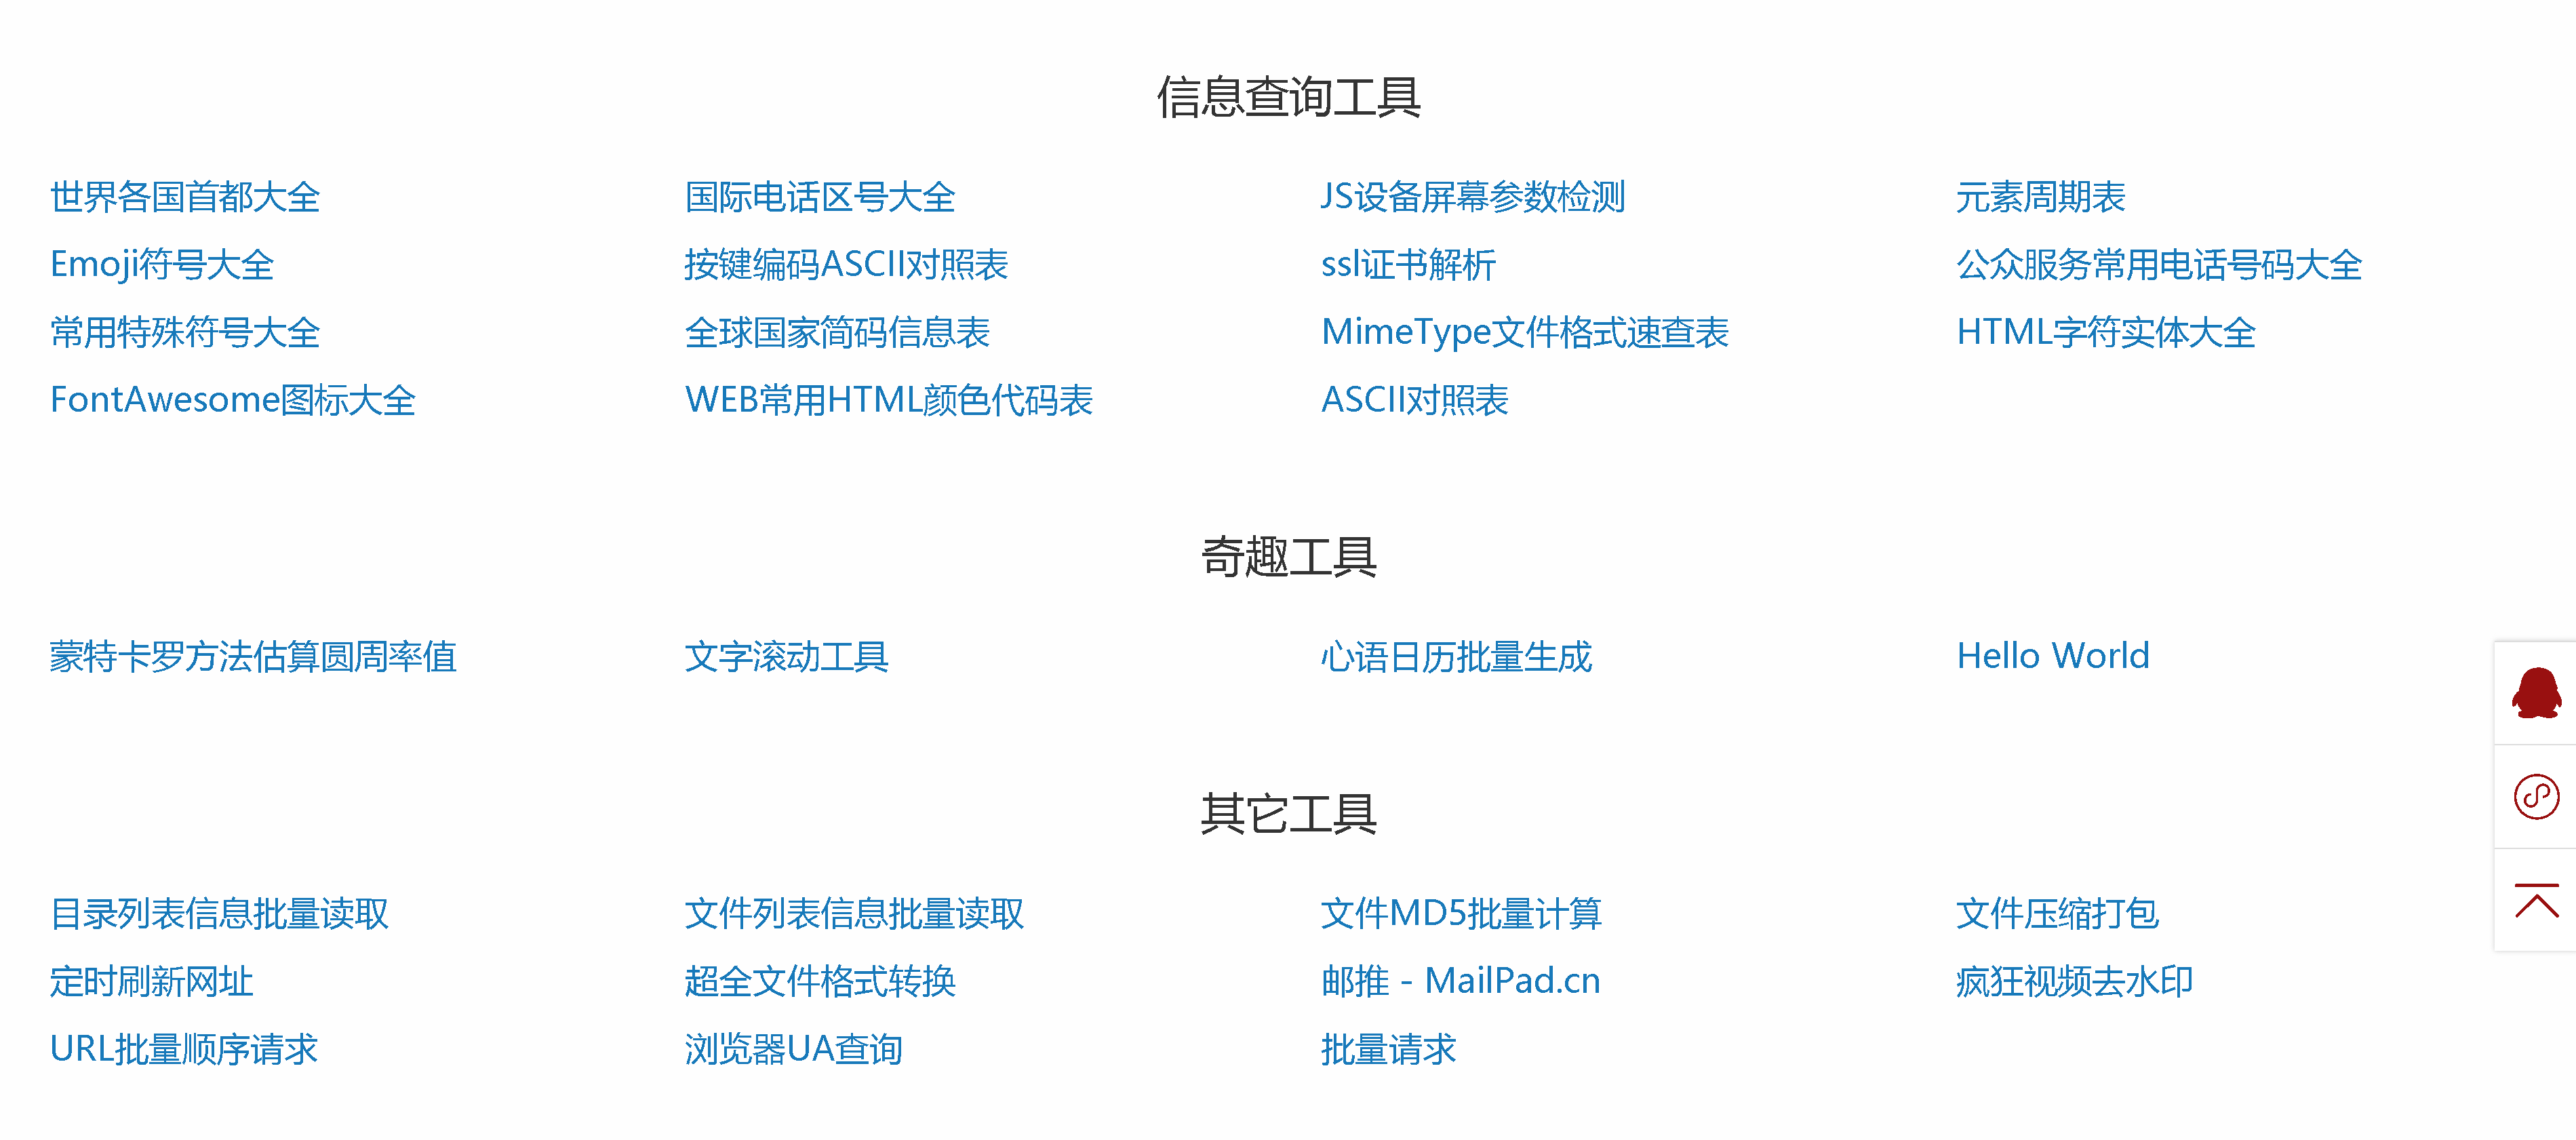 信息查询工具
世界各国首都大全 国际电话区号大全 JS设备屏幕参数检测 元素周期表
Emoji符号大全 按键编码ASCII对照表 ssl证书解析 公众服务常用电话号码大全
常用特殊符号大全 全球国家简码信息表 MimeType文件格式速查表 HTML字符实体大全
FontAwesome图标大全 WEB常用HTML颜色代码表 ASCII对照表
奇趣工具
蒙特卡罗方法估算圆周率值 文字滚动工具 心语日历批量生成 Hello World
其它工具
目录列表信息批量读取 文件列表信息批量读取 文件MD5批量计算 文件压缩打包
定时刷新网址 超全文件格式转换 邮推 - MailPad.cn 疯狂视频去水印
URL批量顺序请求 浏览器UA查询 批量请求